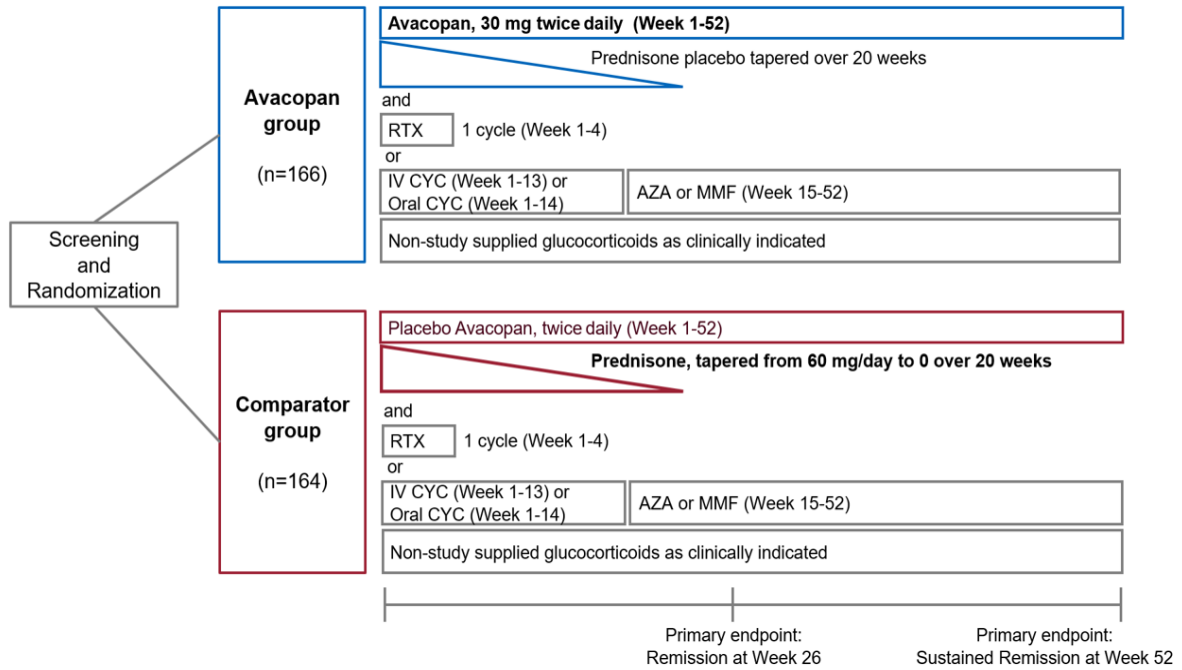 Screening
and
Randomization
Avacopan
group
(n=166)
Avacopan, 30 mg twice daily (Week 1-52)
Prednisone placebo tapered over 20 weeks
and
RTX
1 cycle (Week 1-4)
or
IV CYC (Week 1-13) or
Oral CYC (Week 1-14)
AZA or MMF (Week 15-52)
Non-study supplied glucocorticoids as clinically indicated
Comparator
group
(n=164)
Placebo Avacopan, twice daily (Week 1-52)
Prednisone, tapered from 60 mg/day to 0 over 20 weeks
and
RTX
1 cycle (Week 1-4)
or
IV CYC (Week 1-13) or
Oral CYC (Week 1-14)
AZA or MMF (Week 15-52)
Non-study supplied glucocorticoids as clinically indicated
Primary endpoint:
Remission at Week 26
Primary endpoint:
Sustained Remission at Week 52